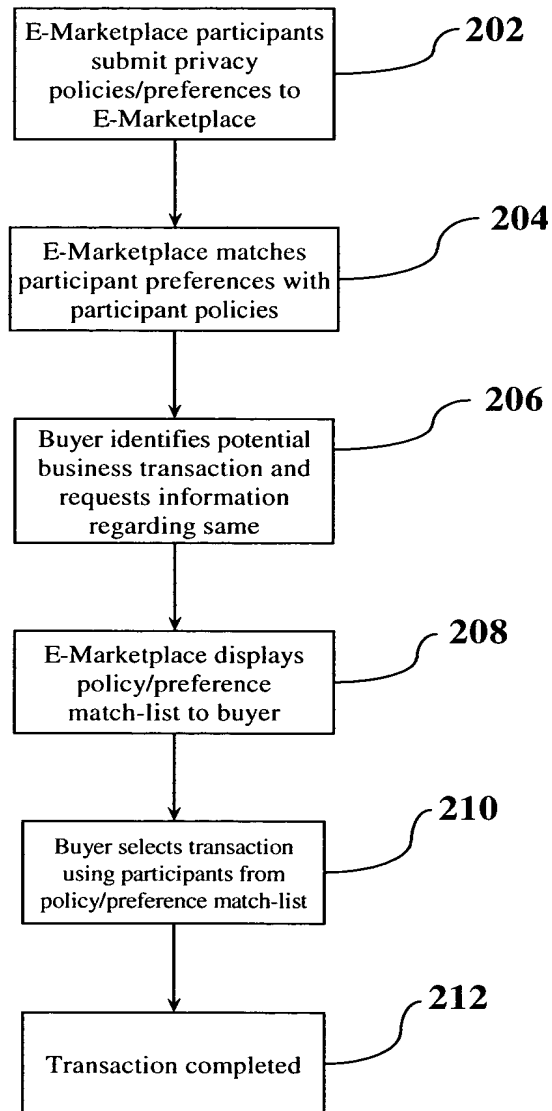 E-Marketplace participants
submit privacy
policies/preferences to
E-Marketplace
202
E-Marketplace matches
participant preferences with
participant policies
204
Buyer identifies potential
business transaction and
requests information
regarding same
206
E-Marketplace displays
policy/preference
match-list to buyer
208
Buyer selects transaction
using participants from
policy/preference match-list
210
Transaction completed
212